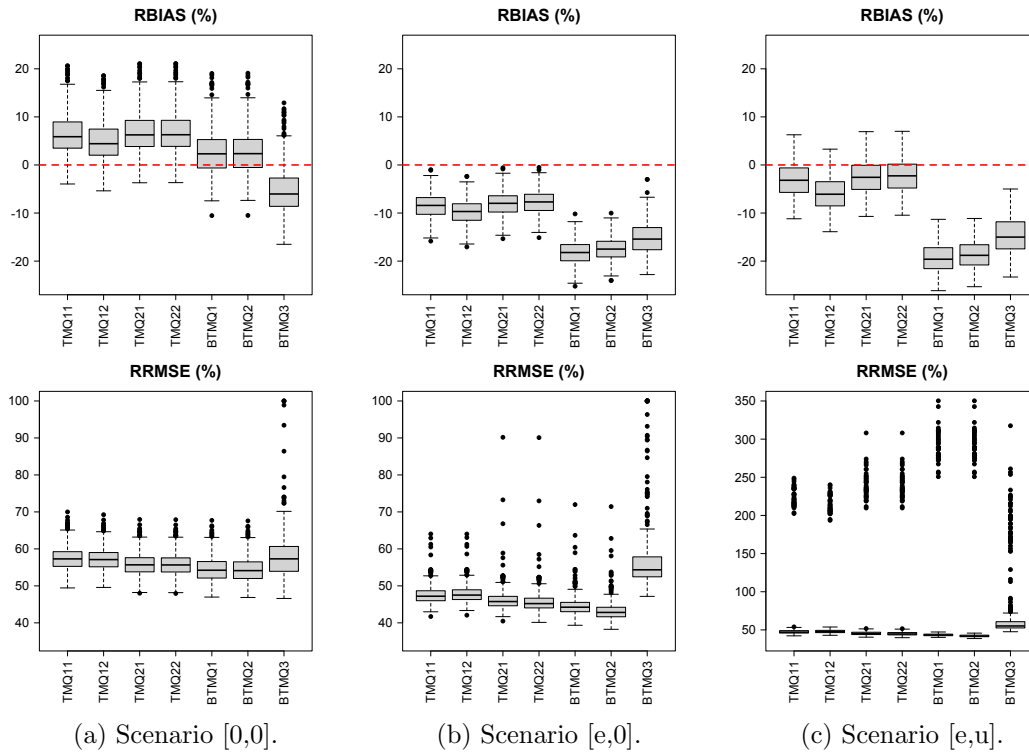 RBIAS (%)
20
10
0
-10
-20
TMQ11
TMQ12
TMQ21
TMQ22
BTMQ1
BTMQ2
BTMQ3
RBIAS (%)
20
10
0
-10
-20
TMQ11
TMQ12
TMQ21
TMQ22
BTMQ1
BTMQ2
BTMQ3
RBIAS (%)
20
10
0
-10
-20
TMQ11
TMQ12
TMQ21
TMQ22
BTMQ1
BTMQ2
BTMQ3
RRMSE (%)
100
90
80
70
60
50
40
TMQ11
TMQ12
TMQ21
TMQ22
BTMQ1
BTMQ2
BTMQ3
RRMSE (%)
100
90
80
70
60
50
40
TMQ11
TMQ12
TMQ21
TMQ22
BTMQ1
BTMQ2
BTMQ3
RRMSE (%)
350
300
250
200
150
100
50
TMQ11
TMQ12
TMQ21
TMQ22
BTMQ1
BTMQ2
BTMQ3
(a) Scenario [0,0].
(b) Scenario [e,0].
(c) Scenario [e,u].